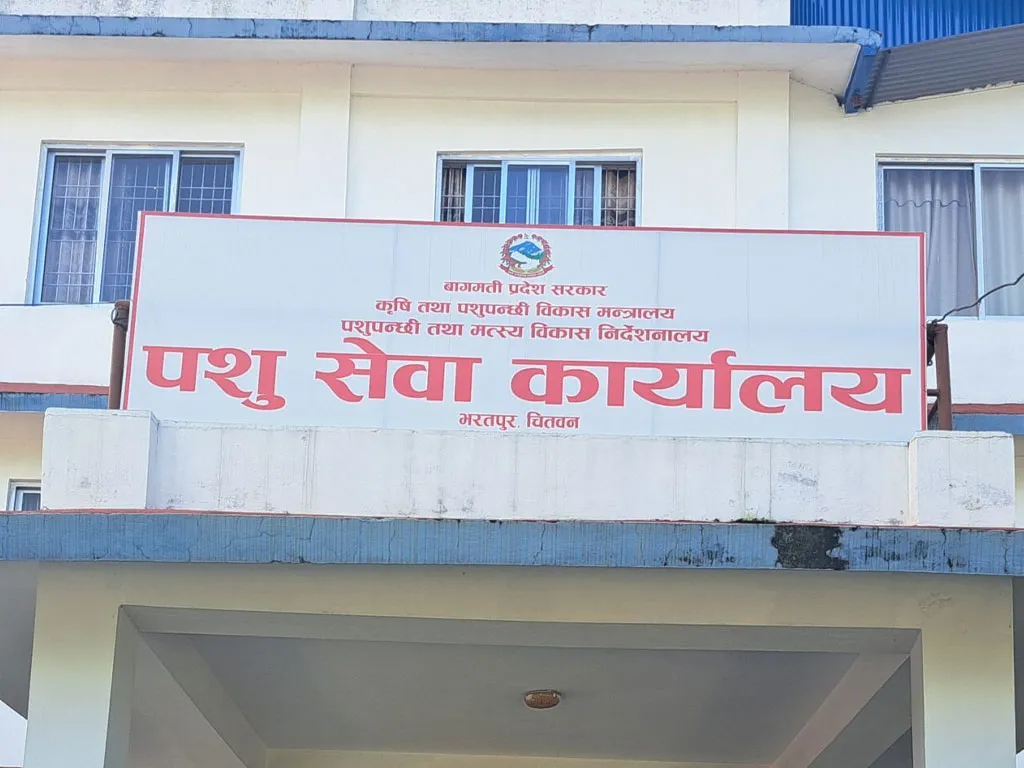 बागमती प्रदेश सरकार
कृषि तथा पशुपन्छी विकास मन्त्रालय
पशुपन्छी तथा मत्स्य विकास निर्देशनालय
पशु सेवा कार्यालय
भरतपुर, चितवन